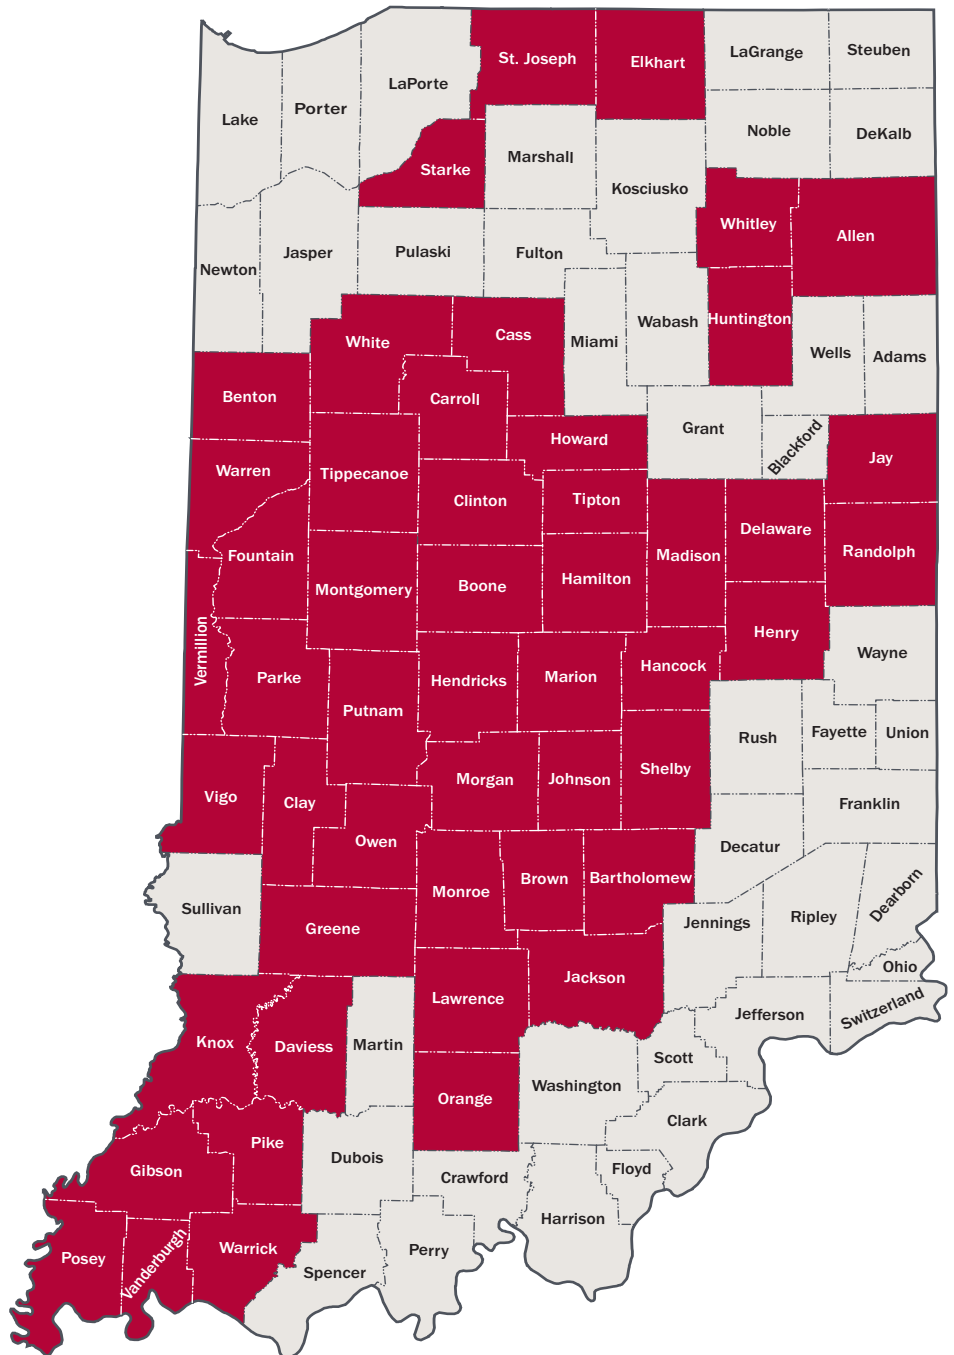 St. Joseph
Elkhart
LaGrange
Steuben
LaPorte
Porter
Lake
Noble
DeKalb
Starke
Marshall
Kosciusko
Whitley
Allen
Newton
Jasper
Pulaski
Fulton
White
Cass
Miami
Wabash
Huntington
Wells
Adams
Benton
Carroll
Grant
Blackford
Howard
Jay
Warren
Tippecanoe
Clinton
Tipton
Fountain
Montgomery
Boone
Hamilton
Madison
Delaware
Randolph
Vermillion
Parke
Putnam
Hendricks
Marion
Hancock
Henry
Wayne
Rush
Fayette
Union
Vigo
Clay
Morgan
Johnson
Shelby
Franklin
Owen
Decatur
Sullivan
Greene
Monroe
Brown
Bartholomew
Jennings
Ripley
Dearborn
Ohio
Switzerland
Jefferson
Knox
Daviess
Martin
Lawrence
Jackson
Scott
Washington
Orange
Clark
Gibson
Pike
Dubois
Crawford
Floyd
Harrison
Posey
Vanderburgh
Warrick
Spencer
Perry